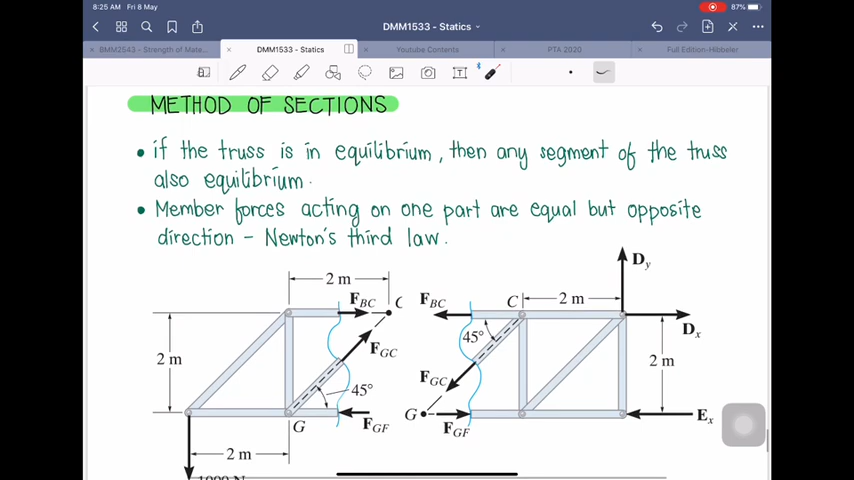 8:25 AM Fri 8 May
87%
DMM1533 - Statics
BMM2543 - Strength of Mate...
DMM1533 - Statics
Youtube Contents
PTA 2020
Full Edition-Hibbeler
METHOD OF SECTIONS
• if the truss is in equilibrium, then any segment of the truss
also equilibrium.
• Member forces acting on one part are equal but opposite
direction - Newton's third law.
2 m
F_BC
C
F_GC
45°
2 m
G
F_GF
2 m
1000 N
F_BC
C
2 m
D_y
D_x
45°
F_GC
2 m
G
F_GF
E_x